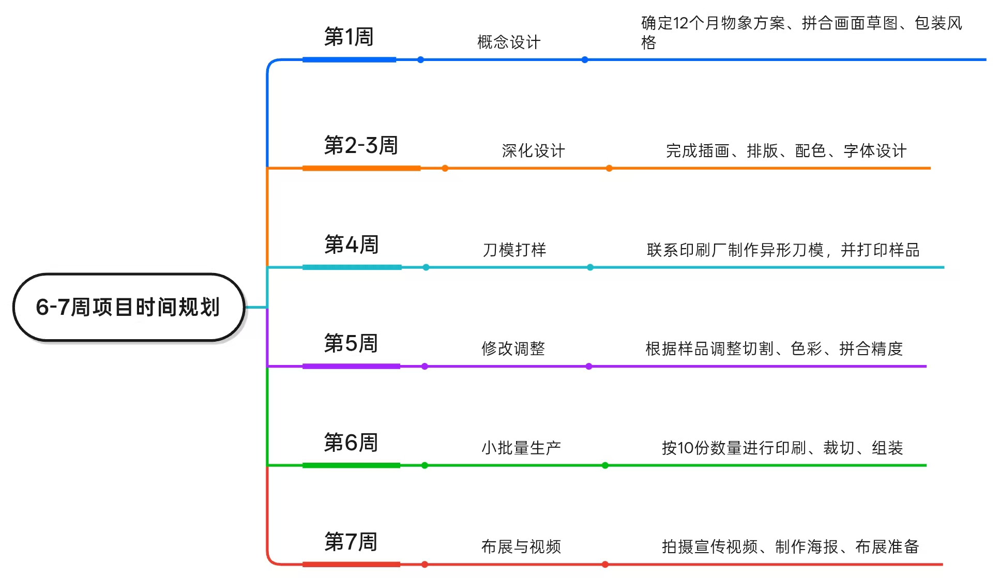 第1周
概念设计
确定12个月物象方案、拼合画面草图、包装风
格
第2-3周
深化设计
完成插画、排版、配色、字体设计
第4周
刀模打样
联系印刷厂制作异形刀模，并打印样品
6-7周项目时间规划
第5周
修改调整
根据样品调整切割、色彩、拼合精度
第6周
小批量生产
按10份数量进行印刷、裁切、组装
第7周
布展与视频
拍摄宣传视频、制作海报、布展准备